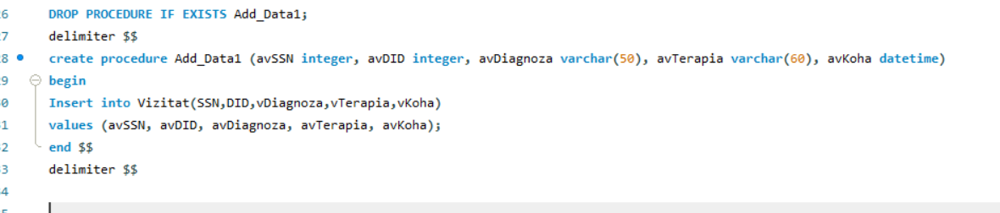 6 DROP PROCEDURE IF EXISTS Add_Data1;
7 delimiter $$
8 create procedure Add_Data1 (avSSN integer, avDID integer, avDiagnoza varchar(50), avTerapia varchar(60), avKoha datetime)
9 begin
0 Insert into Vizitat(SSN,DID,vDiagnoza,vTerapia,vKoha)
1 values (avSSN, avDID, avDiagnoza, avTerapia, avKoha);
2 end $$
3 delimiter $$
4
5